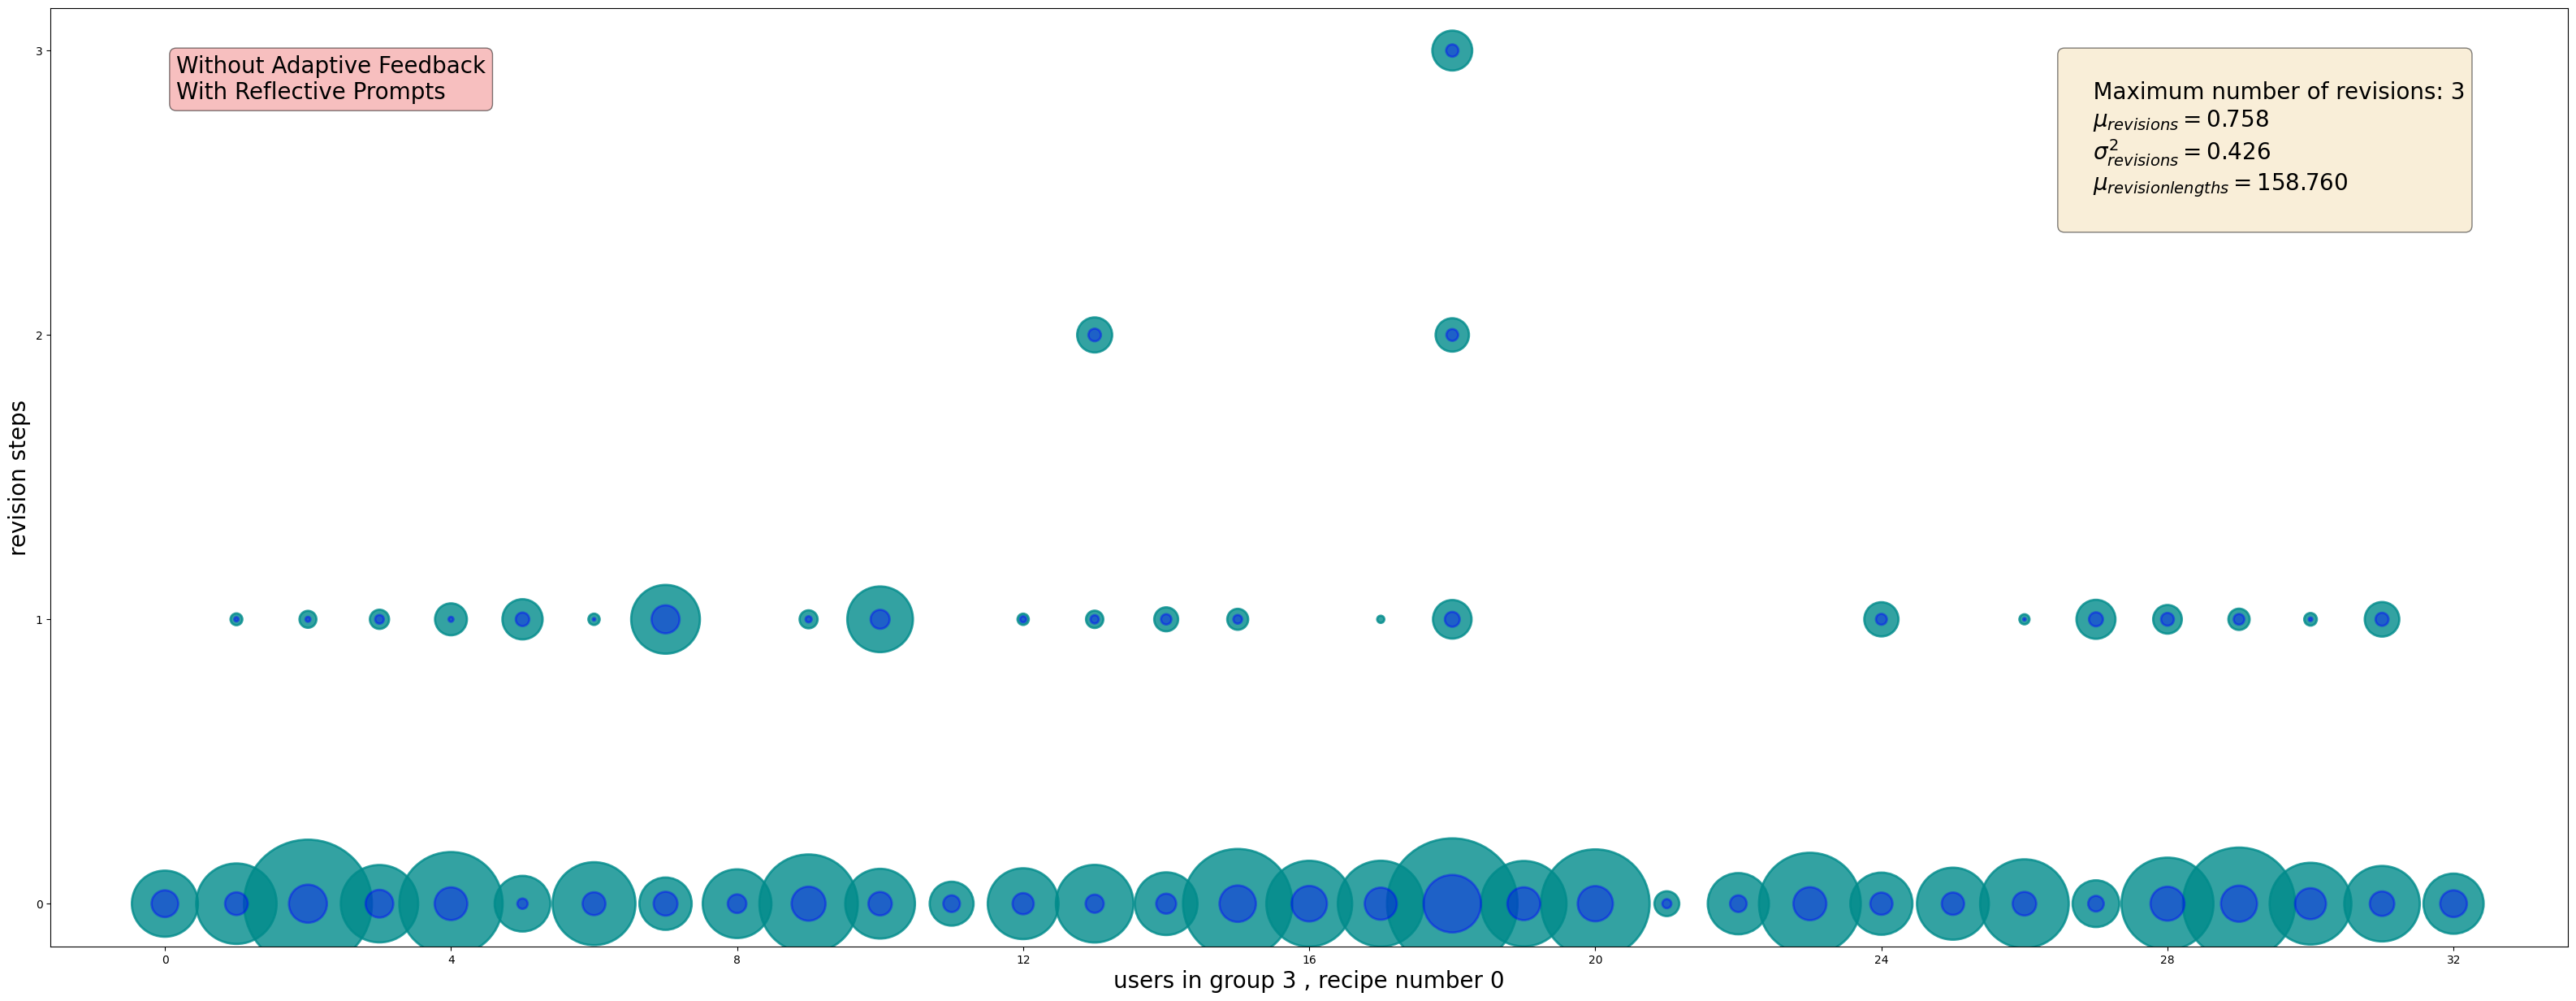 Without Adaptive Feedback
With Reflective Prompts
Maximum number of revisions: 3
μ_revisions = 0.758
σ²_revisions = 0.426
μ_revisionlengths = 158.760
3
2
1
0
revision steps
0 4 8 12 16 20 24 28 32
users in group 3 , recipe number 0